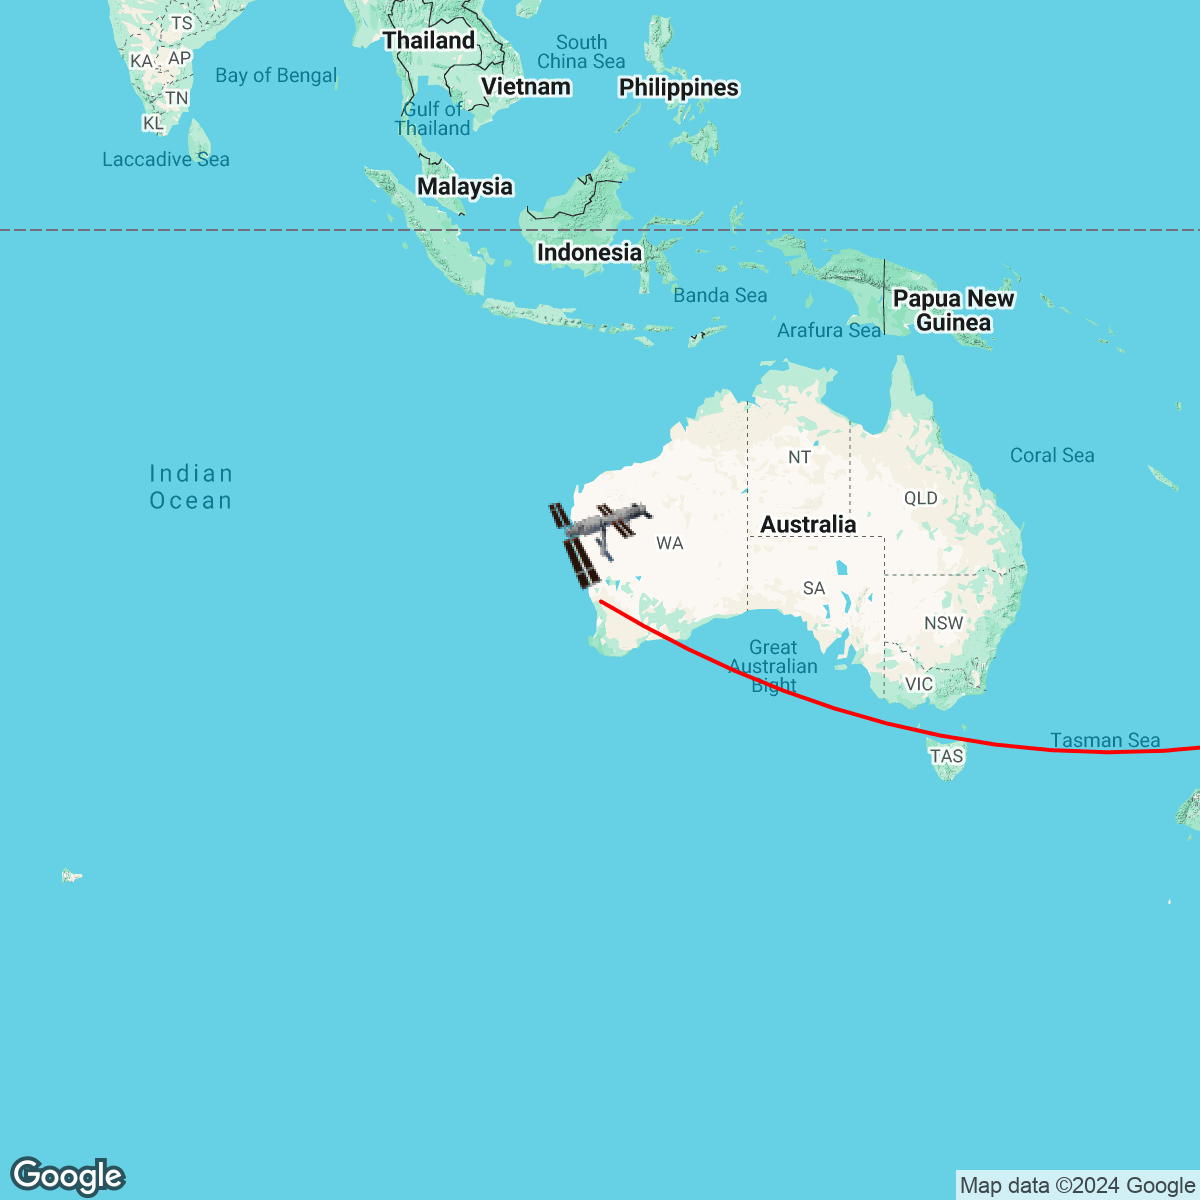 TS
Thailand
South
China Sea
KA
AP
Bay of Bengal
Vietnam
Philippines
TN
Gulf of
Thailand
KL
Laccadive Sea
Malaysia
Indonesia
Banda Sea
Papua New
Guinea
Arafura Sea
NT
Coral Sea
Indian
Ocean
QLD
Australia
WA
SA
NSW
Great
Australian
Bight
VIC
Tasman Sea
TAS
Google
Map data ©2024 Google